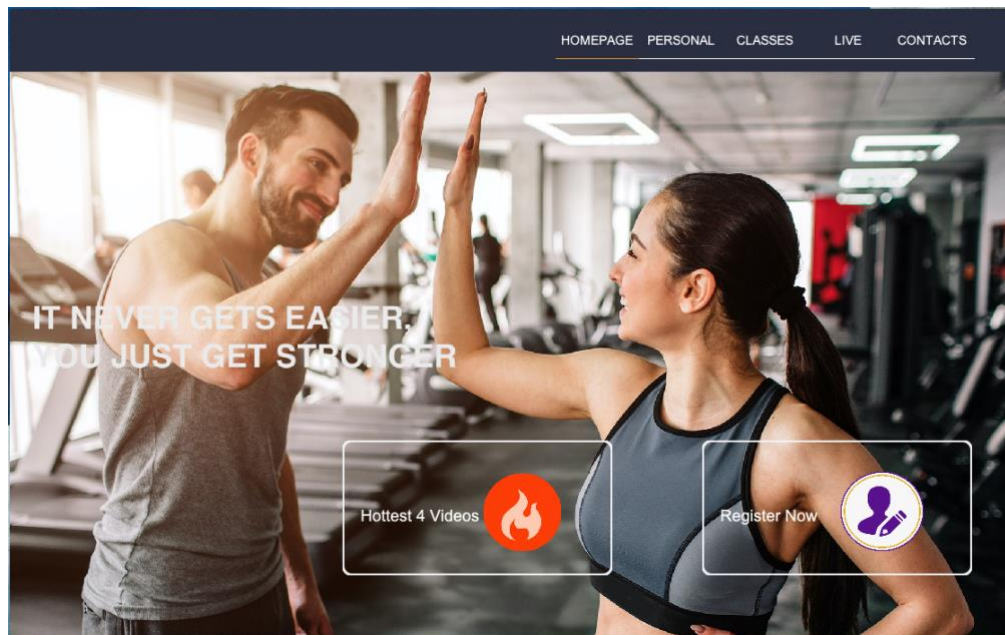 HOMEPAGE PERSONAL CLASSES LIVE CONTACTS
IT NEVER GETS EASIER,
YOU JUST GET STRONGER
Hottest 4 Videos
Register Now